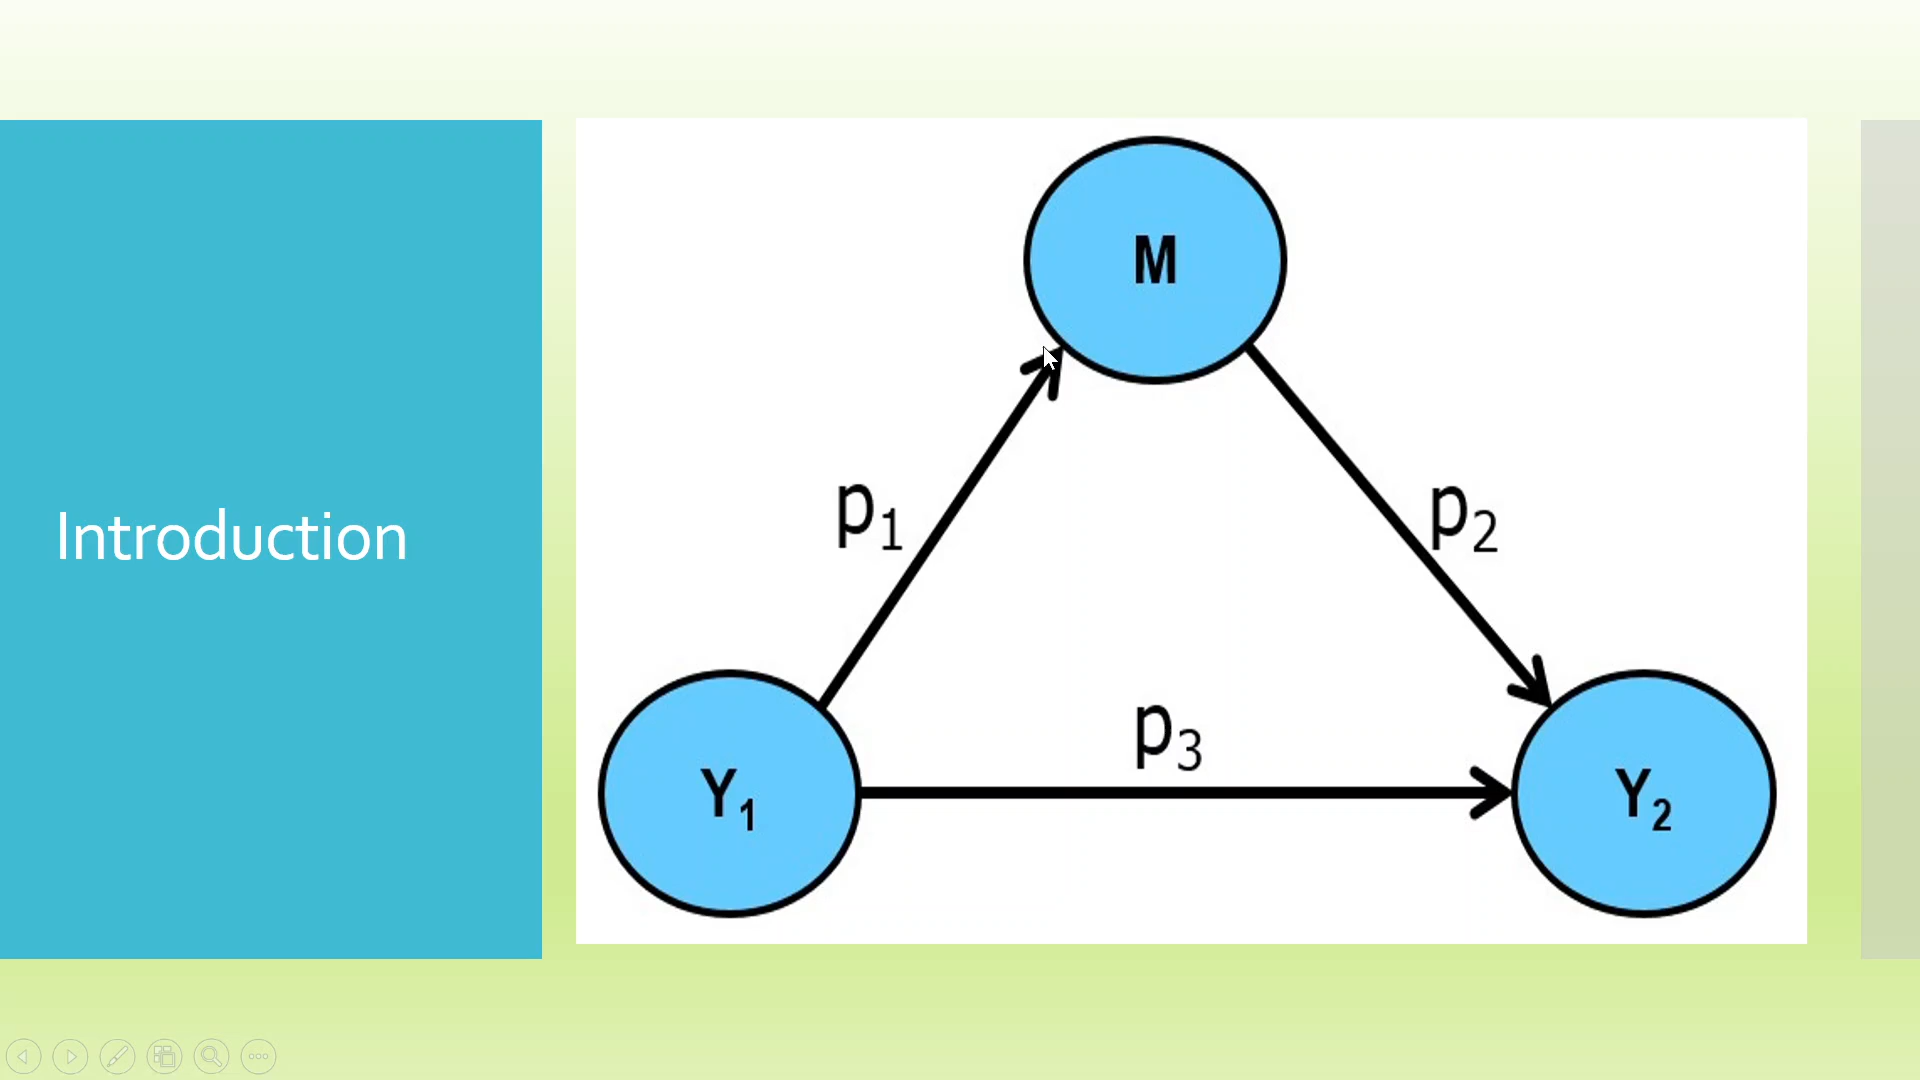 Introduction
M
p₁
p₂
p₃
Y₁
Y₂